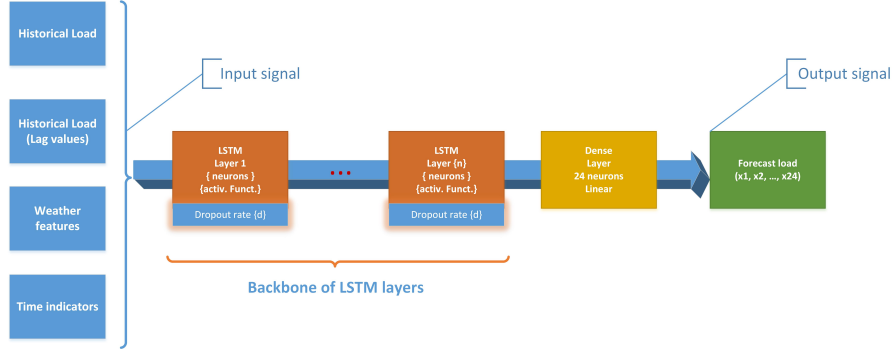 Historical Load
Historical Load
(Lag values)
Weather
features
Time indicators
Input signal
LSTM
Layer 1
{ neurons }
{activ. Funct.}
Dropout rate {d}
...
LSTM
Layer {n}
{ neurons }
{activ. Funct.}
Dropout rate {d}
Backbone of LSTM layers
Dense
Layer
24 neurons
Linear
Output signal
Forecast load
(x1, x2, ..., x24)